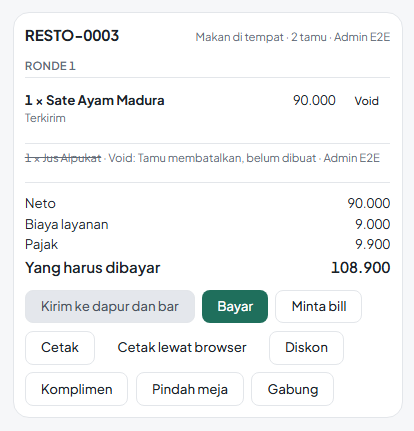 RESTO-0003 Makan di tempat · 2 tamu · Admin E2E
RONDE 1
1 × Sate Ayam Madura 90.000 Void
Terkirim
1 × Jus Alpukat · Void: Tamu membatalkan, belum dibuat · Admin E2E
Neto 90.000
Biaya layanan 9.000
Pajak 9.900
Yang harus dibayar 108.900
Kirim ke dapur dan bar Bayar Minta bill
Cetak Cetak lewat browser Diskon
Komplimen Pindah meja Gabung